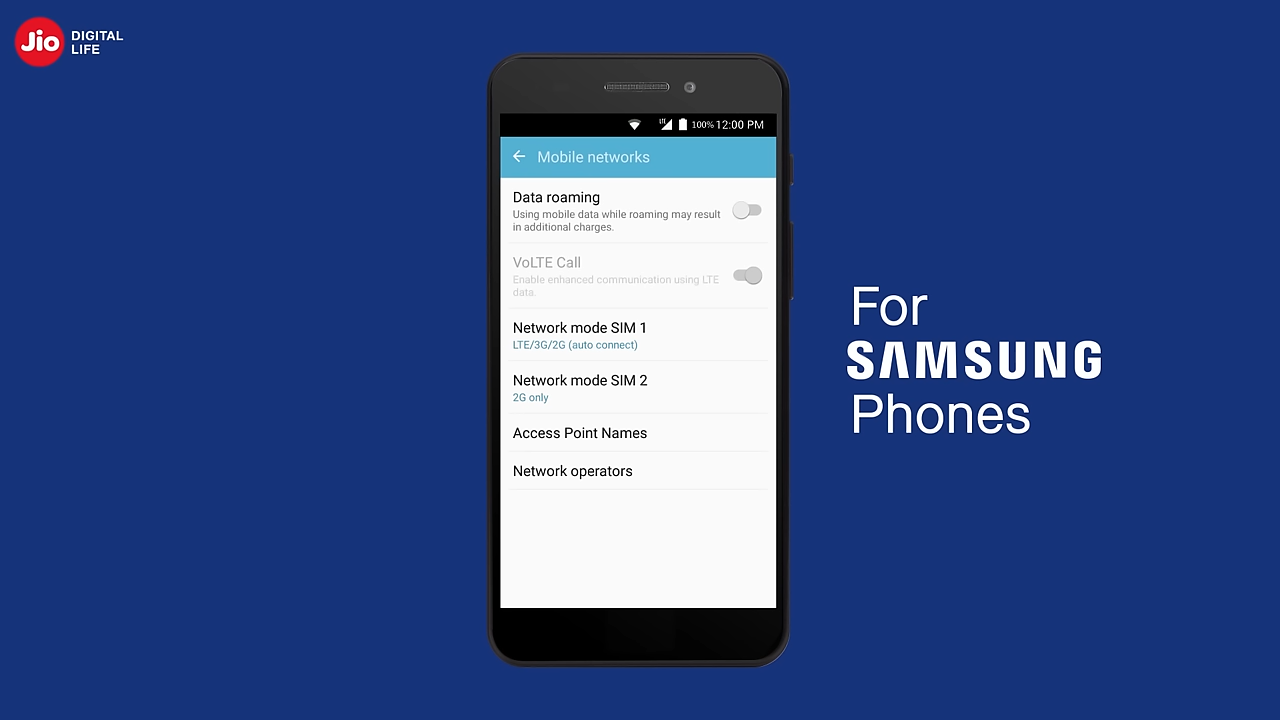 Jio DIGITAL
LIFE
LTE 100% 12:00 PM
Mobile networks
Data roaming
Using mobile data while roaming may result
in additional charges.
VoLTE Call
Enable enhanced communication using LTE
data.
Network mode SIM 1
LTE/3G/2G (auto connect)
Network mode SIM 2
2G only
Access Point Names
Network operators
For
SAMSUNG
Phones